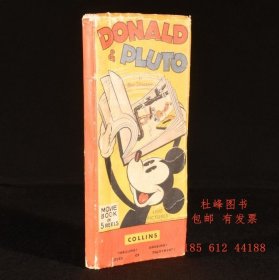 DONALD
& PLUTO
MOVIE
BOOK IN
5 REELS
COLLINS
杜峰图书
包邮 有发票
185 612 44188